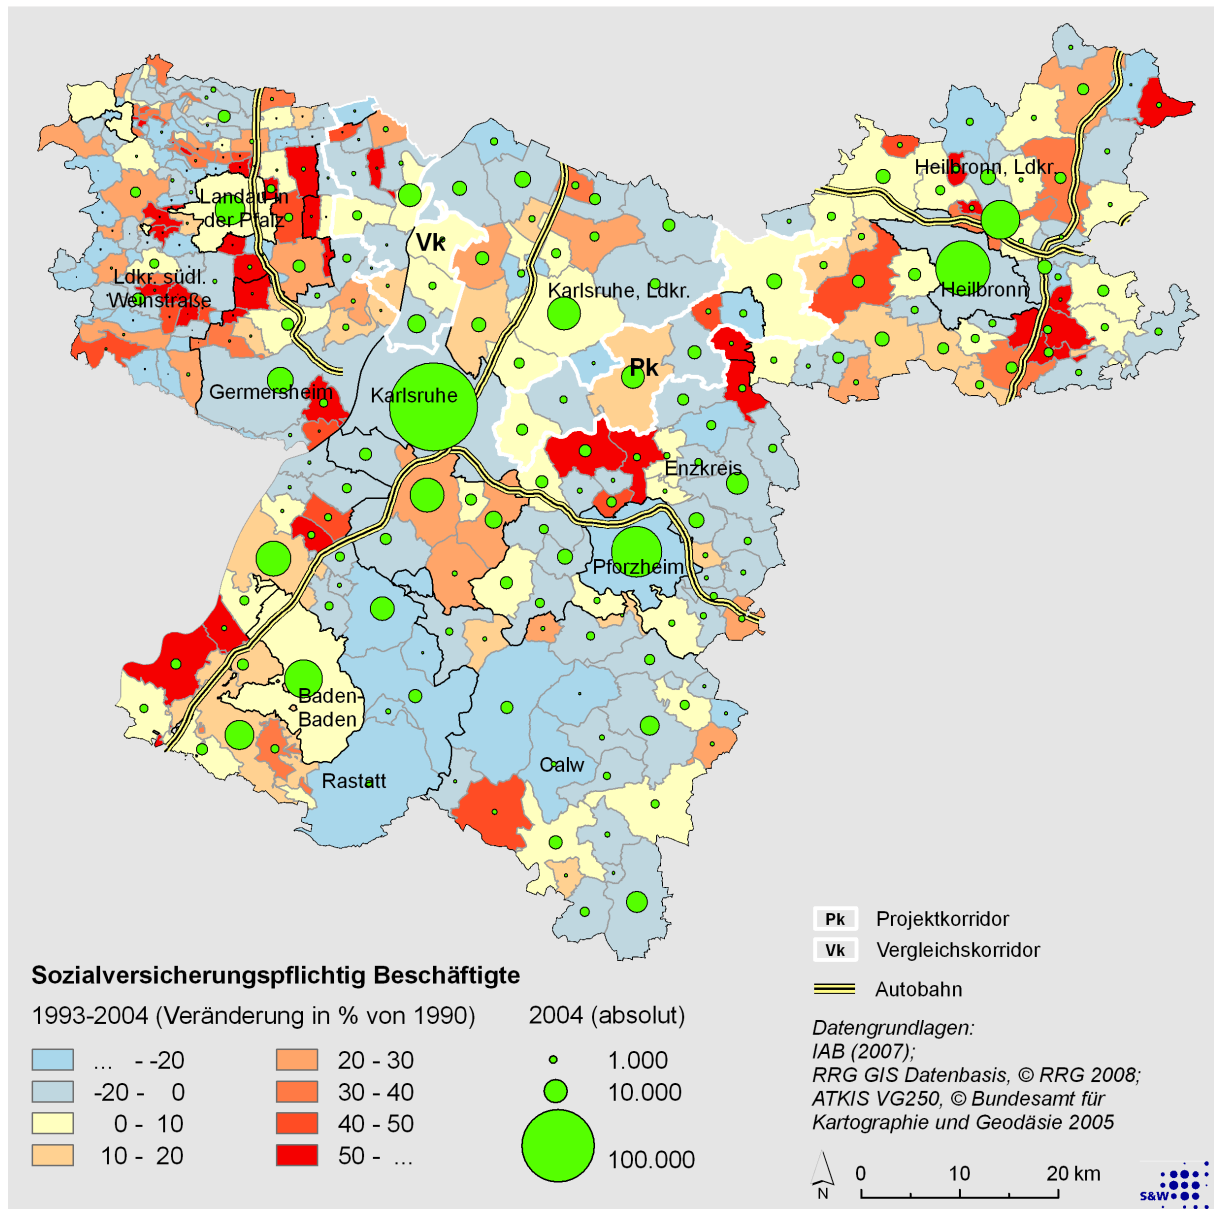 Heilbronn, Ldkr.
Landau in
der Pfalz
Vk
Ldkr. südl.
Weinstraße
Karlsruhe, Ldkr.
Heilbronn
Pk
Germersheim
Karlsruhe
Enzkreis
Pforzheim
Baden-
Baden
Rastatt
Calw
Pk Projektkorridor
Vk Vergleichskorridor
Autobahn
Sozialversicherungspflichtig Beschäftigte
1993-2004 (Veränderung in % von 1990)
2004 (absolut)
... - -20
20 - 30
1.000
-20 - 0
30 - 40
10.000
0 - 10
40 - 50
10 - 20
50 - ...
100.000
Datengrundlagen:
IAB (2007);
RRG GIS Datenbasis, © RRG 2008;
ATKIS VG250, © Bundesamt für
Kartographie und Geodäsie 2005
N
0 10 20 km
S&W